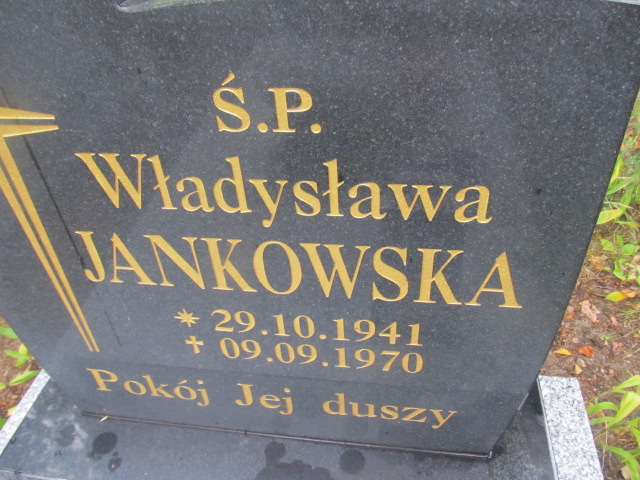 Ś.P.
Władysława
JANKOWSKA
* 29.10.1941
✝ 09.09.1970
Pokój Jej duszy